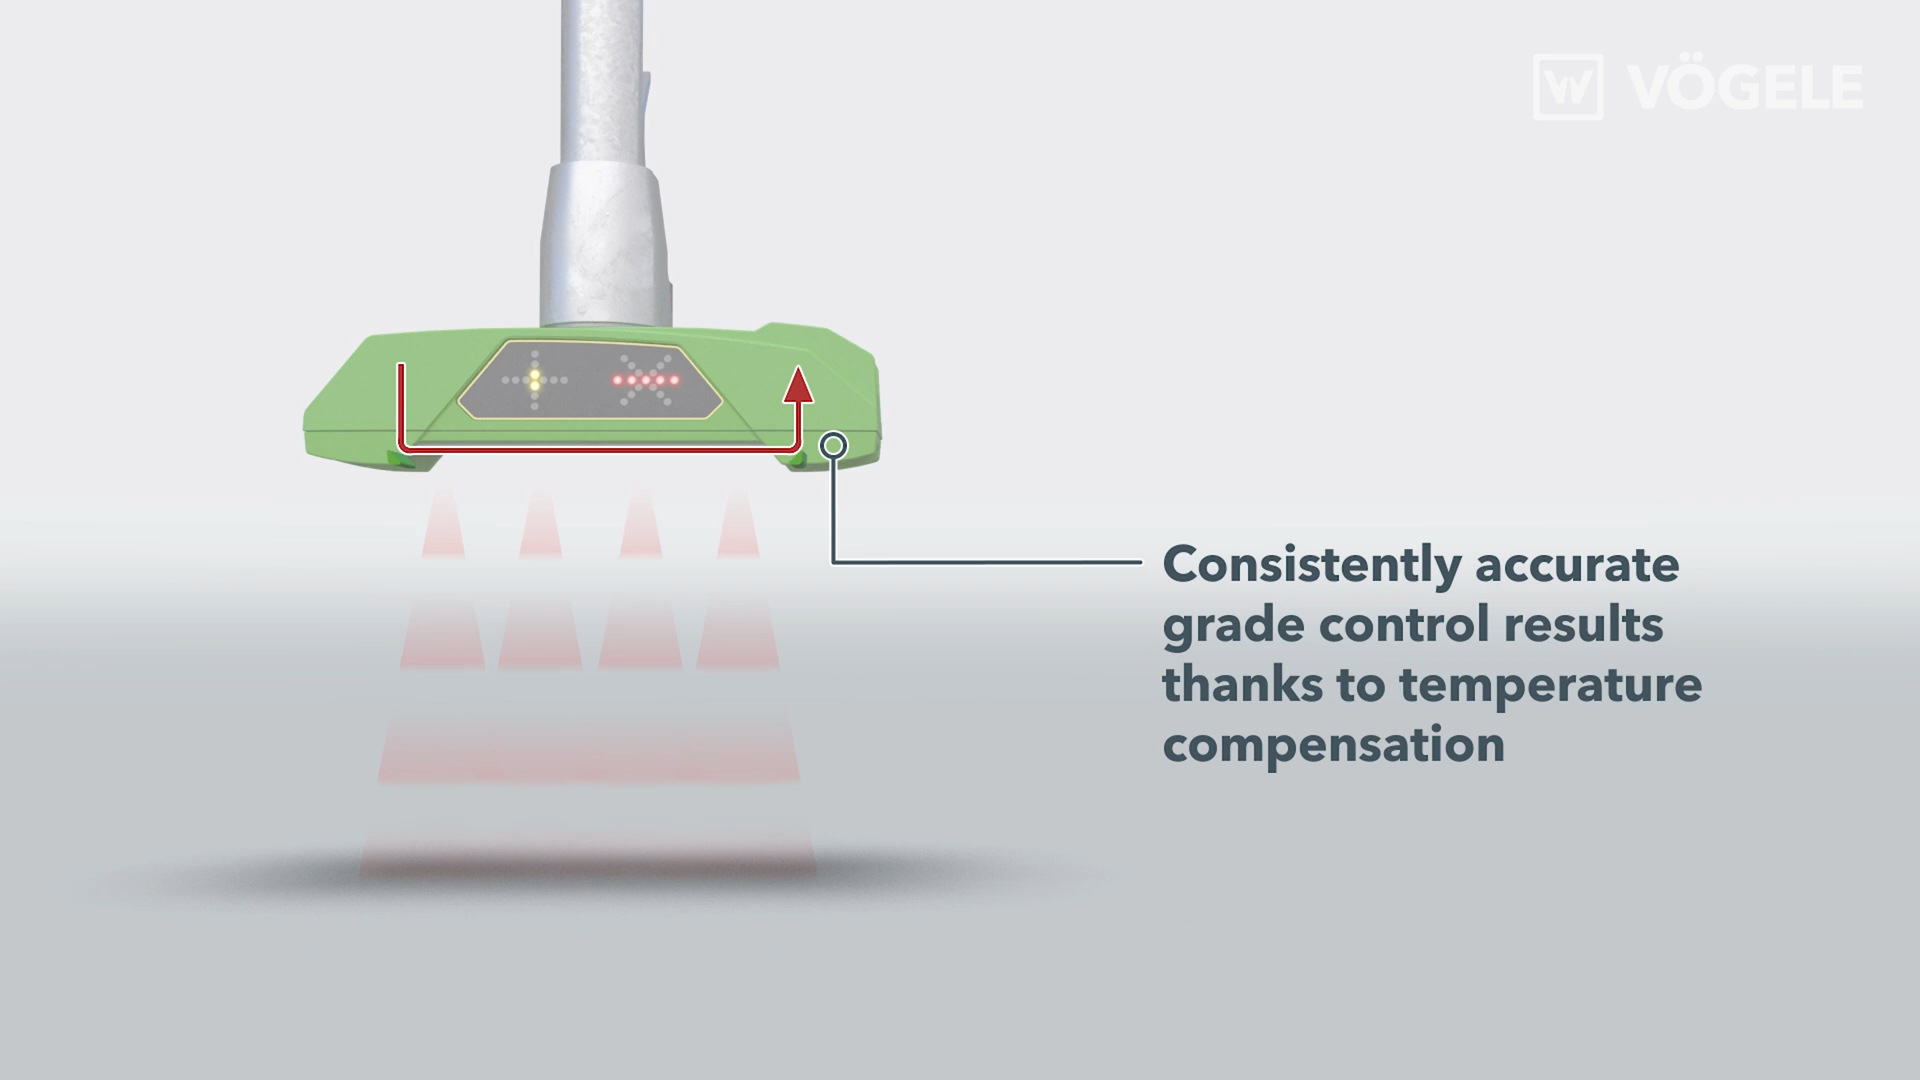 VÖGELE
Consistently accurate
grade control results
thanks to temperature
compensation